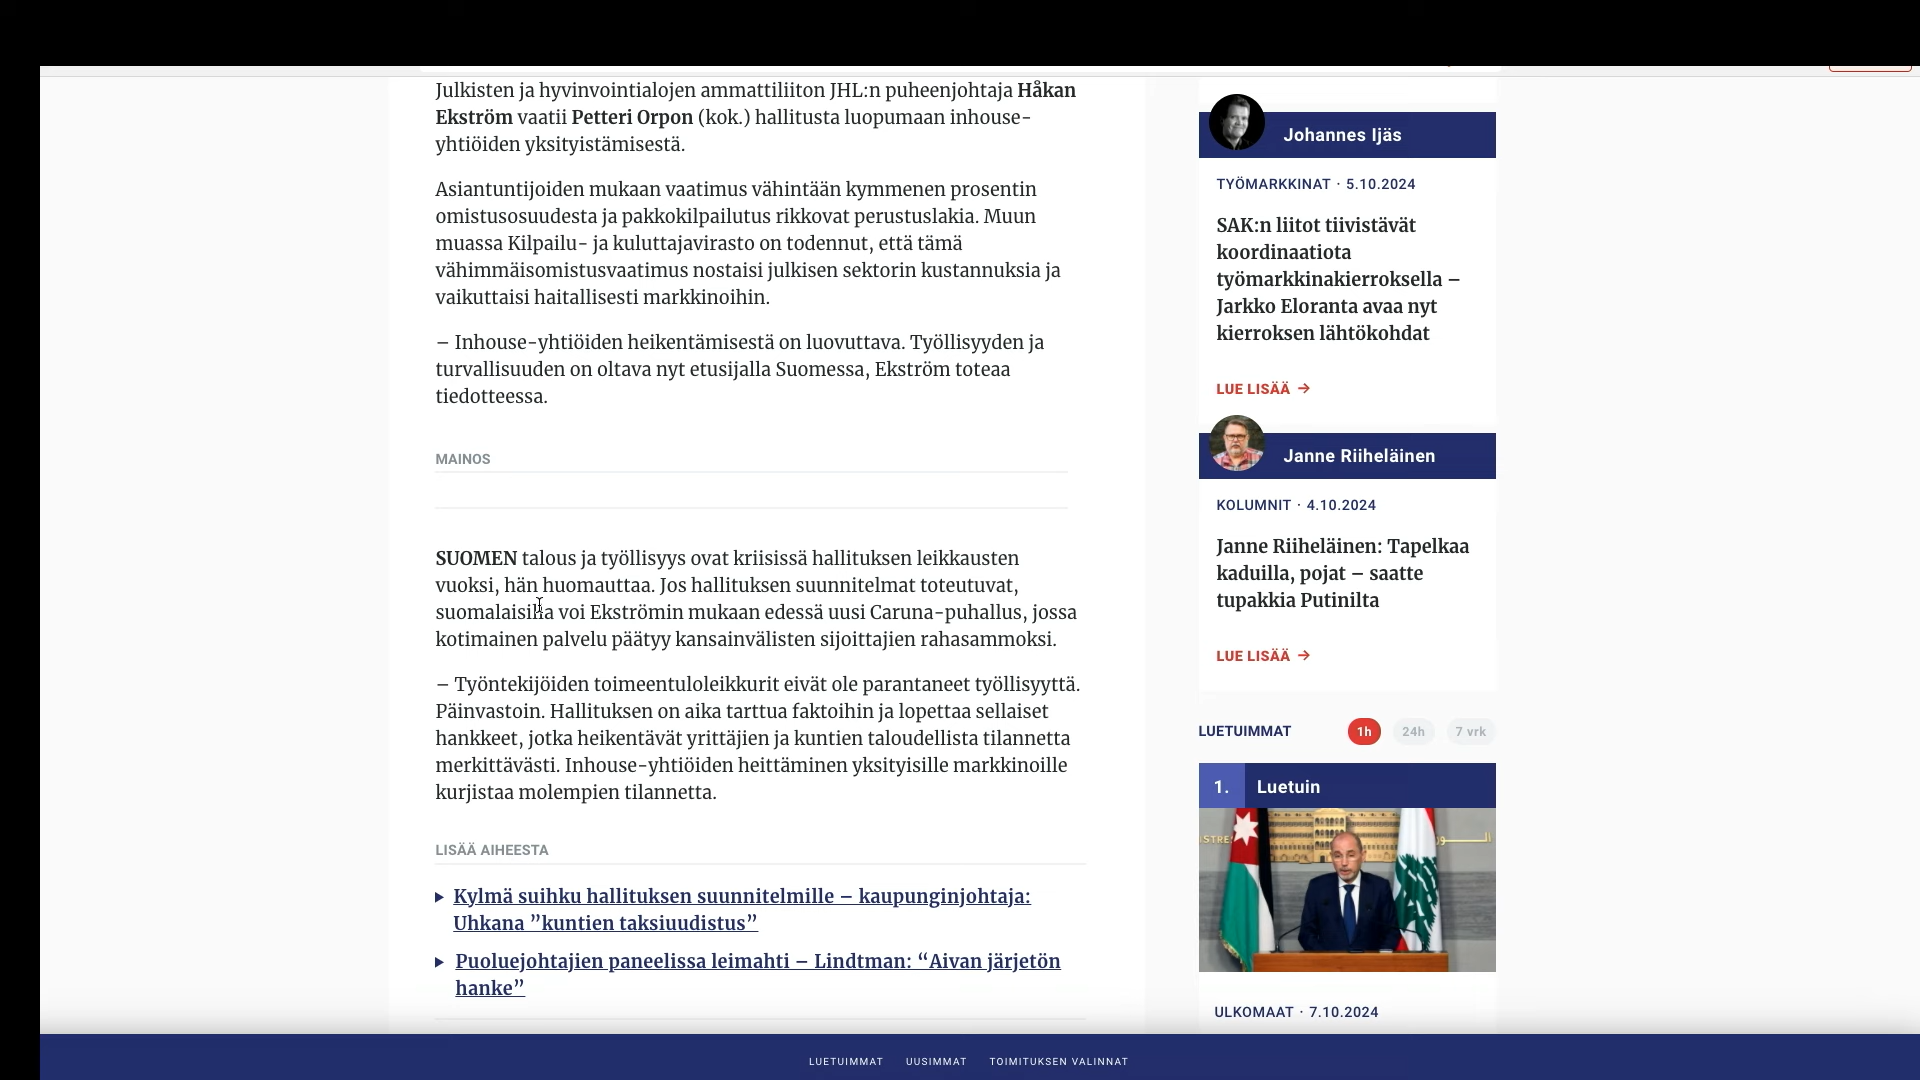 Julkisten ja hyvinvointialojen ammattiliiton JHL:n puheenjohtaja Håkan
Ekström vaatii Petteri Orpon (kok.) hallitusta luopumaan inhouse-
yhtiöiden yksityistämisestä.
Asiantuntijoiden mukaan vaatimus vähintään kymmenen prosentin
omistusosuudesta ja pakkokilpailutus rikkovat perustuslakia. Muun
muassa Kilpailu- ja kuluttajavirasto on todennut, että tämä
vähimmäisomistusvaatimus nostaisi julkisen sektorin kustannuksia ja
vaikuttaisi haitallisesti markkinoihin.
– Inhouse-yhtiöiden heikentämisestä on luovuttava. Työllisyyden ja
turvallisuuden on oltava nyt etusijalla Suomessa, Ekström toteaa
tiedotteessa.
MAINOS
SUOMEN talous ja työllisyys ovat kriisissä hallituksen leikkausten
vuoksi, hän huomauttaa. Jos hallituksen suunnitelmat toteutuvat,
suomalaisilla voi Ekströmin mukaan edessä uusi Caruna-puhallus, jossa
kotimainen palvelu päätyy kansainvälisten sijoittajien rahasammoksi.
– Työntekijöiden toimeentuloleikkurit eivät ole parantaneet työllisyyttä.
Päinvastoin. Hallituksen on aika tarttua faktoihin ja lopettaa sellaiset
hankkeet, jotka heikentävät yrittäjien ja kuntien taloudellista tilannetta
merkittävästi. Inhouse-yhtiöiden heittäminen yksityisille markkinoille
kurjistaa molempien tilannetta.
LISÄÄ AIHEESTA
Kylmä suihku hallituksen suunnitelmille – kaupunginjohtaja:
Uhkana ”kuntien taksiuudistus”
Puoluejohtajien paneelissa leimahti – Lindtman: “Aivan järjetön
hanke”
Johannes Ijäs
TYÖMARKKINAT · 5.10.2024
SAK:n liitot tiivistävät
koordinaatiota
työmarkkinakierroksella –
Jarkko Eloranta avaa nyt
kierroksen lähtökohdat
LUE LISÄÄ →
Janne Riiheläinen
KOLUMNIT · 4.10.2024
Janne Riiheläinen: Tapelkaa
kaduilla, pojat – saatte
tupakkia Putinilta
LUE LISÄÄ →
LUETUIMMAT 1h 24h 7 vrk
1. Luetuin
ULKOMAAT · 7.10.2024
LUETUIMMAT UUSIMMAT TOIMITUKSEN VALINNAT